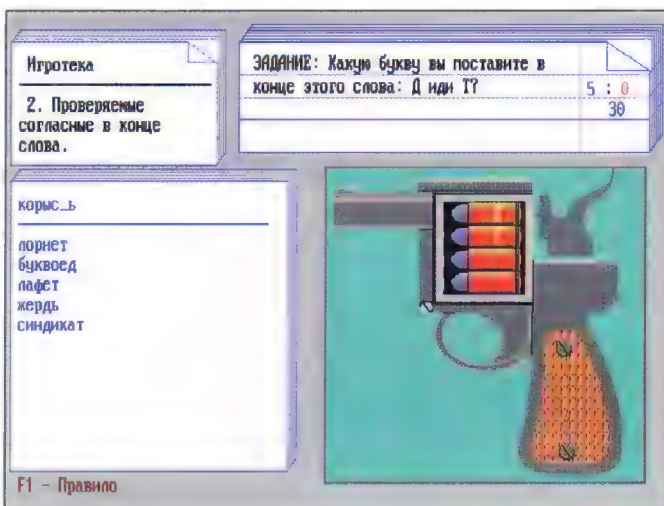 Игротека
2. Проверяемые
согласные в конце
слова.
ЗАДАНИЕ: Какую букву вы поставите в
конце этого слова: Д иди Т?
5 : 0
30
корыс_ь
лорнет
буквоед
лафет
жердь
синдикат
F1 - Правило